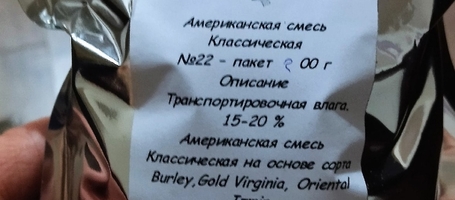 Американская смесь
Классическая
№22 - пакет 200 г
Описание
Транспортировочная влага.
15-20 %
Американская смесь
Классическая на основе сорта
Burley, Gold Virginia, Oriental